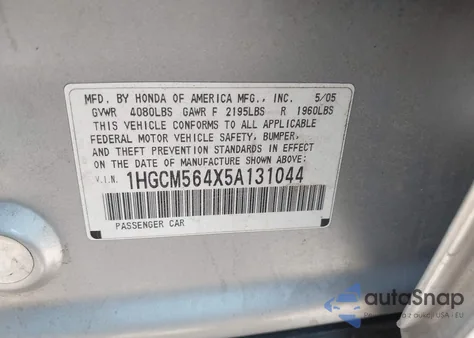 MFD. BY HONDA OF AMERICA MFG., INC. 5/05
GVWR 4080LBS GAWR F 2195LBS R 1960LBS
THIS VEHICLE CONFORMS TO ALL APPLICABLE
FEDERAL MOTOR VEHICLE SAFETY, BUMPER,
AND THEFT PREVENTION STANDARDS IN EFFECT
ON THE DATE OF MANUFACTURE SHOWN ABOVE.
V.I.N. 1HGCM564X5A131044
PASSENGER CAR
autoSnap
USA - EU